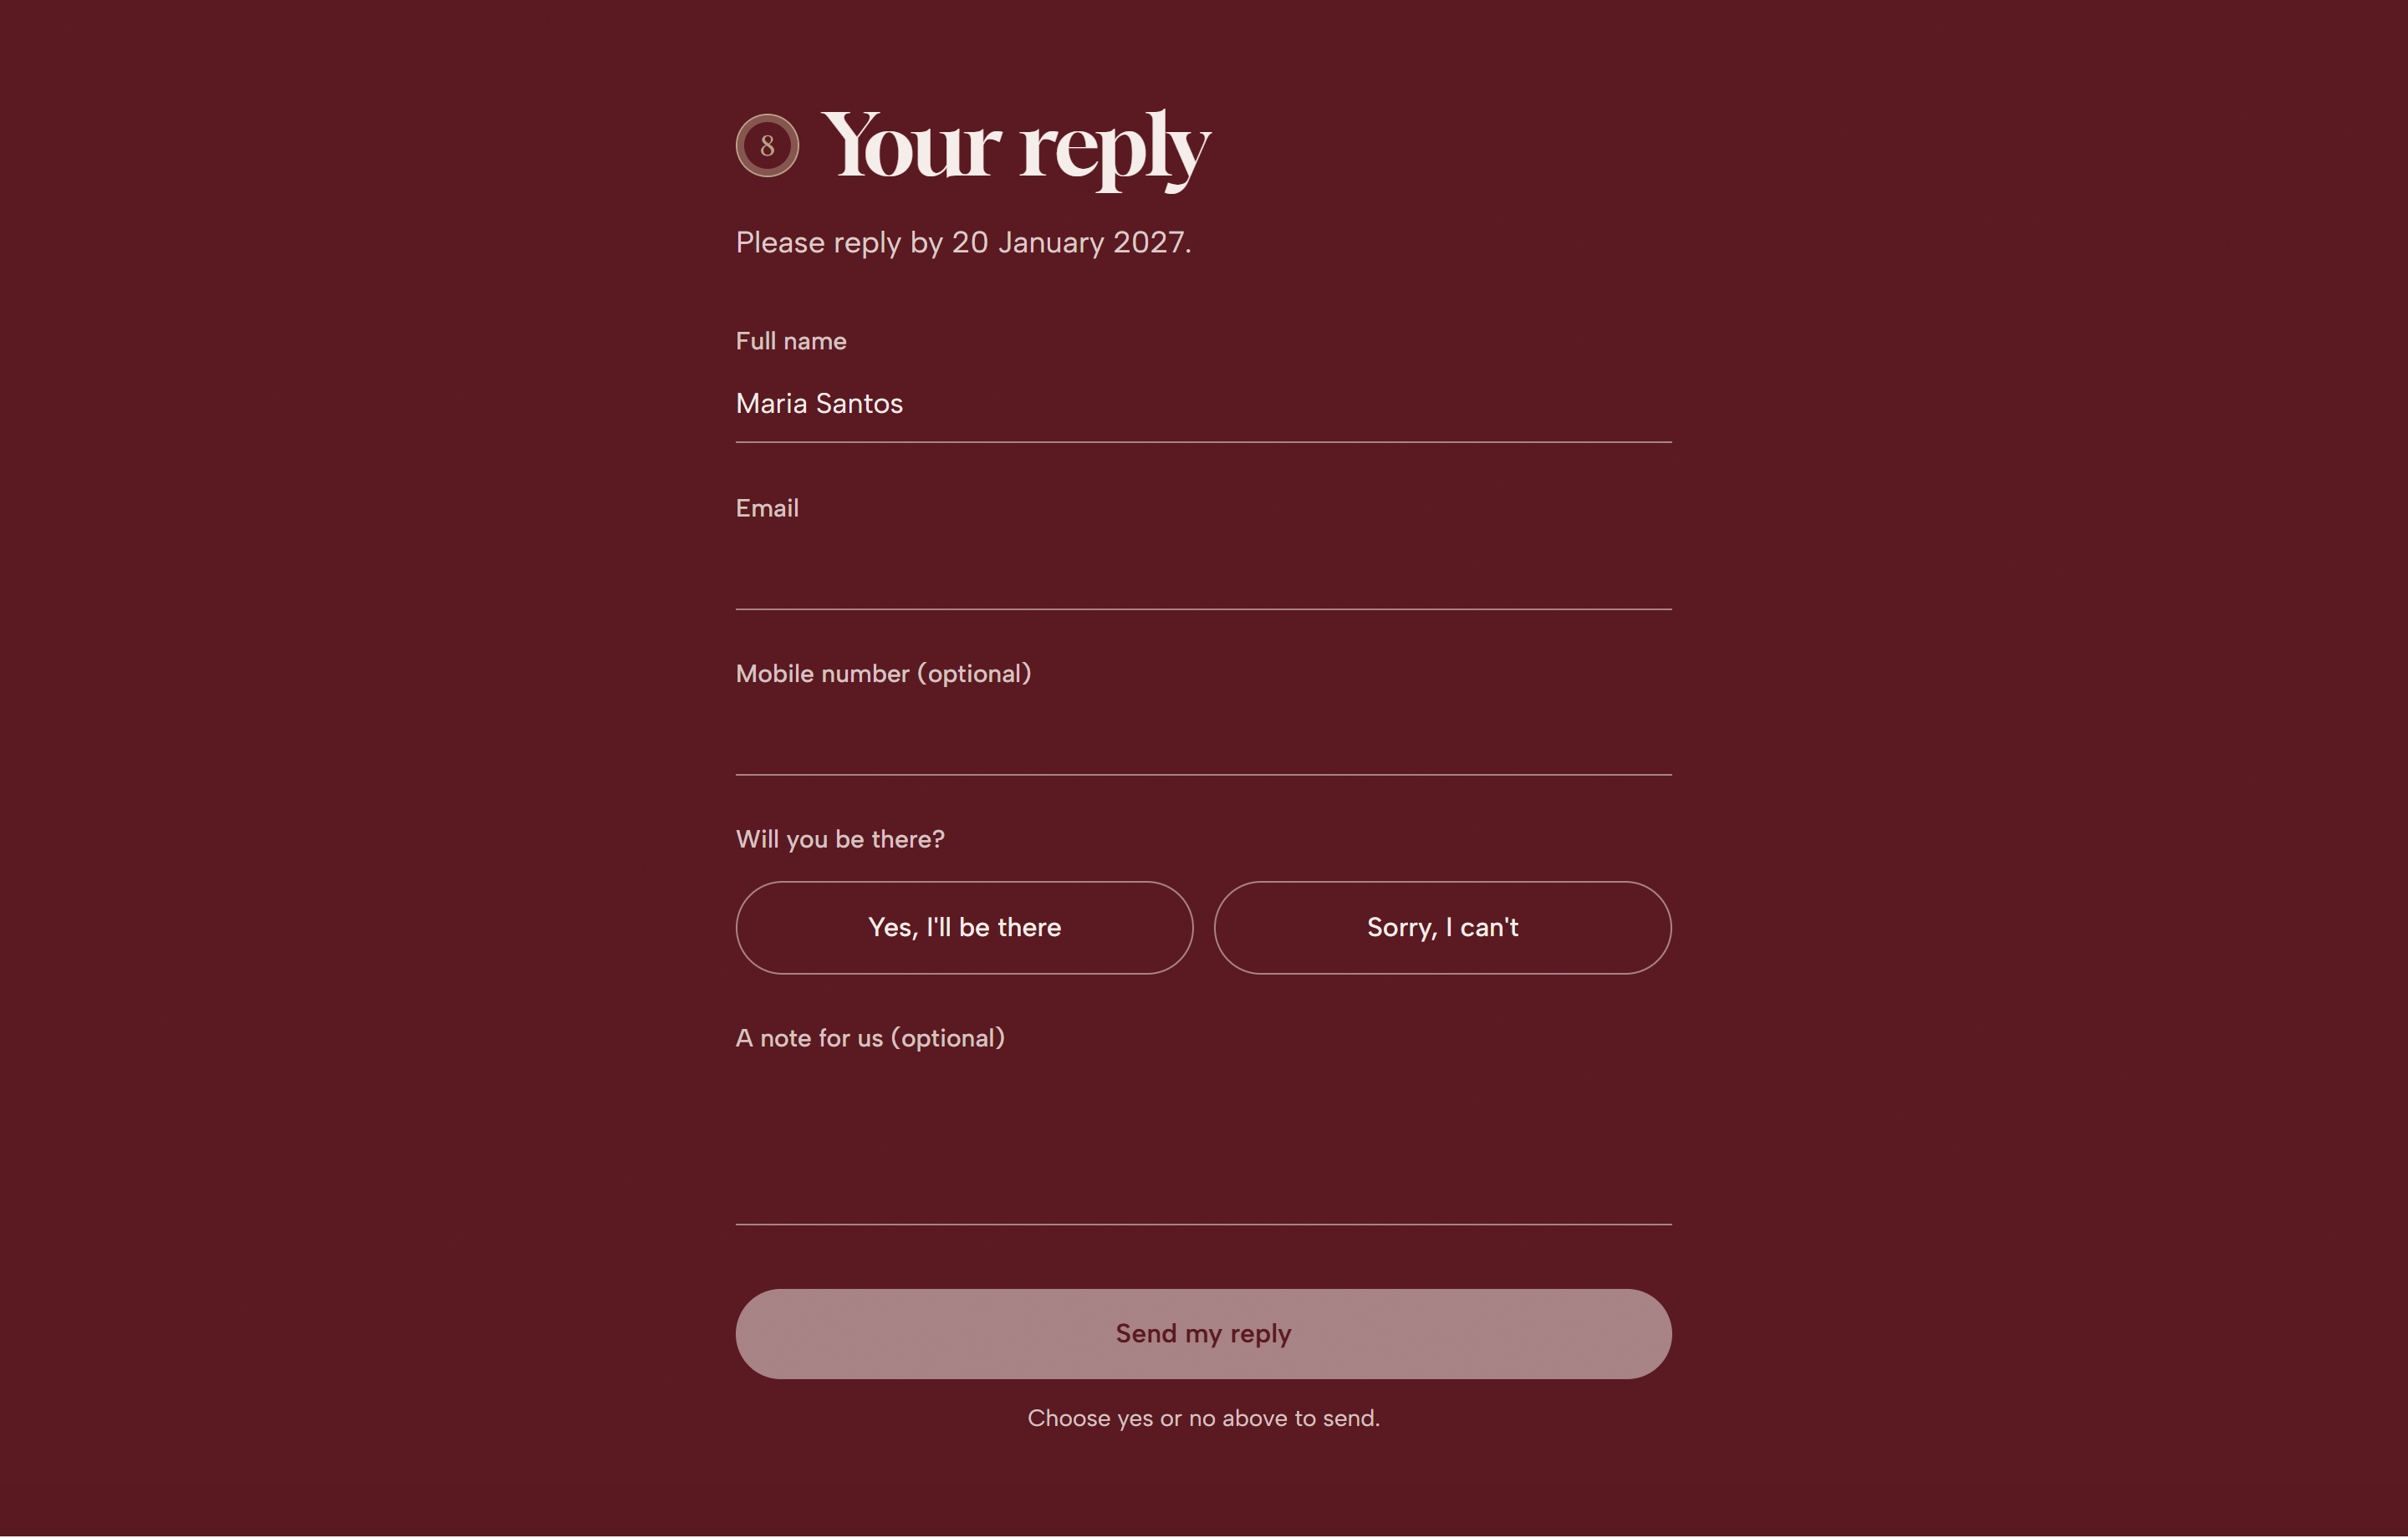 8 Your reply
Please reply by 20 January 2027.
Full name
Maria Santos
Email
Mobile number (optional)
Will you be there?
Yes, I'll be there
Sorry, I can't
A note for us (optional)
Send my reply
Choose yes or no above to send.